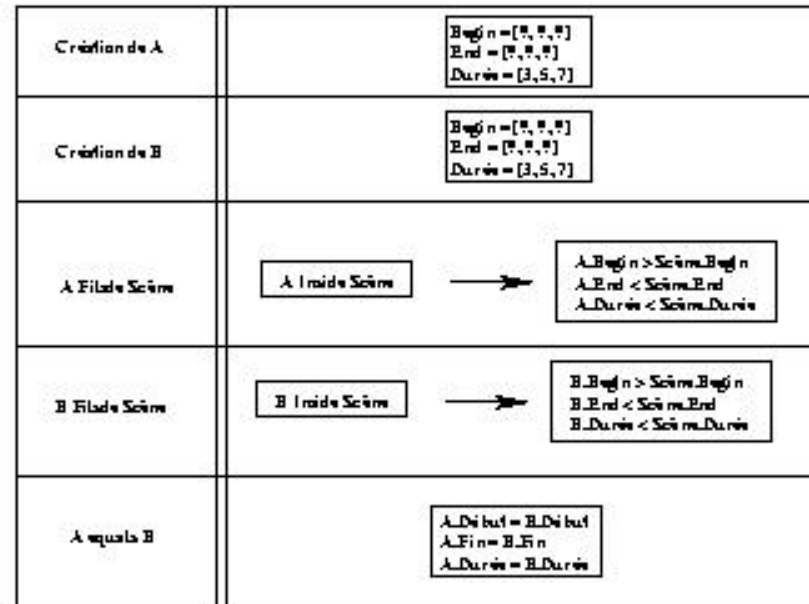 Création de A
Begin = [?, ?, ?]
End = [?, ?, ?]
Durée = [3, 5, 7]
Création de B
Begin = [?, ?, ?]
End = [?, ?, ?]
Durée = [3, 5, 7]
A Fils de Scène
A Inside Scène
A.Begin > Scène.Begin
A.End < Scène.End
A.Durée < Scène.Durée
B Fils de Scène
B Inside Scène
B.Begin > Scène.Begin
B.End < Scène.End
B.Durée < Scène.Durée
A equals B
A.Début = B.Début
A.Fin = B.Fin
A.Durée = B.Durée